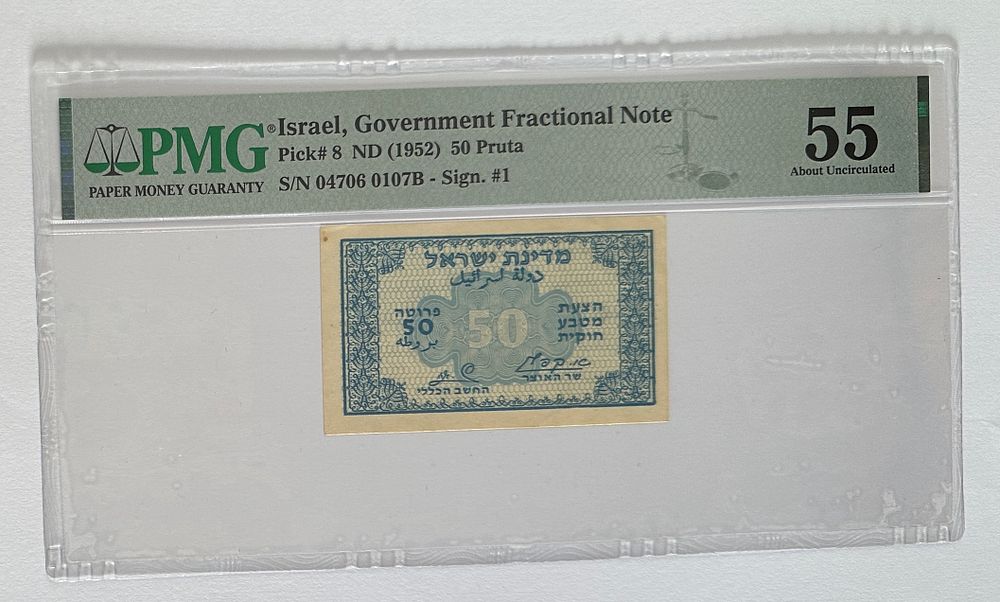 PMG®
PAPER MONEY GUARANTY
Israel, Government Fractional Note
Pick# 8 ND (1952) 50 Pruta
S/N 04706 0107B - Sign. #1
55
About Uncirculated
מדינת ישראל
دولة اسرائيل
הצעת
מטבע
חוקית
50
פרוטה
50
بروطه
שר האוצר
החשב הכללי